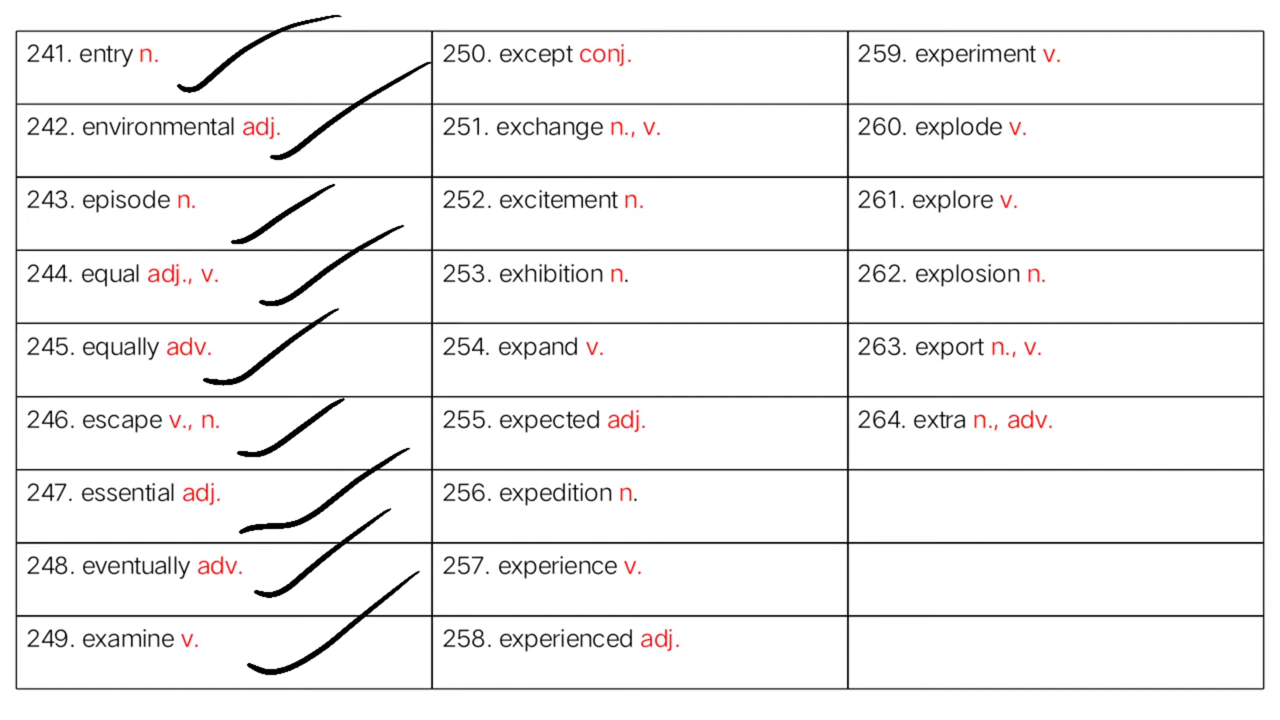 241. entry n.
250. except conj.
259. experiment v.
242. environmental adj.
251. exchange n., v.
260. explode v.
243. episode n.
252. excitement n.
261. explore v.
244. equal adj., v.
253. exhibition n.
262. explosion n.
245. equally adv.
254. expand v.
263. export n., v.
246. escape v., n.
255. expected adj.
264. extra n., adv.
247. essential adj.
256. expedition n.
248. eventually adv.
257. experience v.
249. examine v.
258. experienced adj.